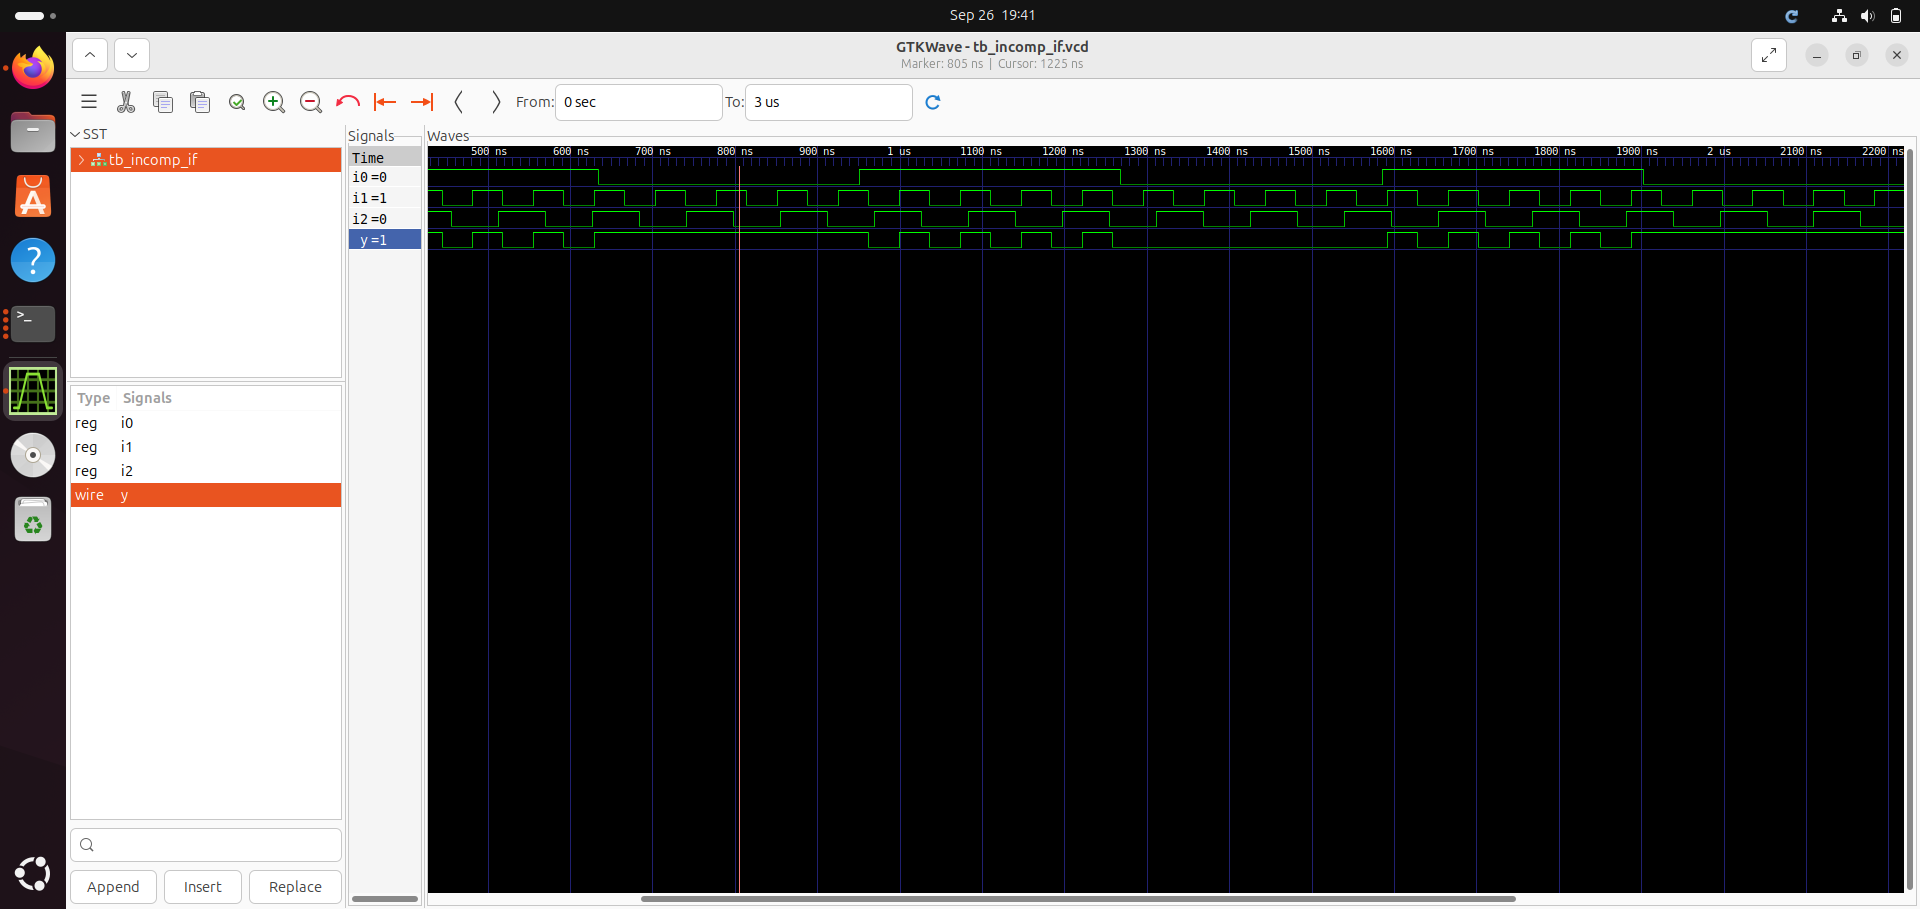 Sep 26 19:41
GTKWave - tb_incomp_if.vcd
Marker: 805 ns | Cursor: 1225 ns
From: 0 sec To: 3 us
SST
tb_incomp_if
Type Signals
reg i0
reg i1
reg i2
wire y
Append Insert Replace
Signals
Time
i0 =0
i1 =1
i2 =0
y =1
Waves
500 ns 600 ns 700 ns 800 ns 900 ns 1 us 1100 ns 1200 ns 1300 ns 1400 ns 1500 ns 1600 ns 1700 ns 1800 ns 1900 ns 2 us 2100 ns 2200 ns